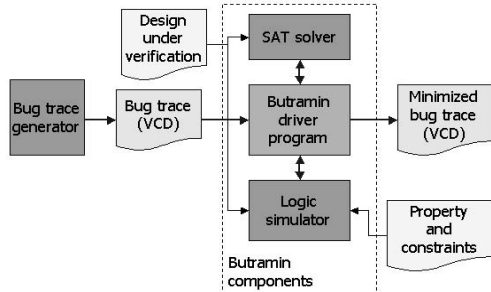 Design
under
verification
SAT solver
Bug trace
generator
Bug trace
(VCD)
Butramin
driver
program
Minimized
bug trace
(VCD)
Logic
simulator
Property
and
constraints
Butramin
components